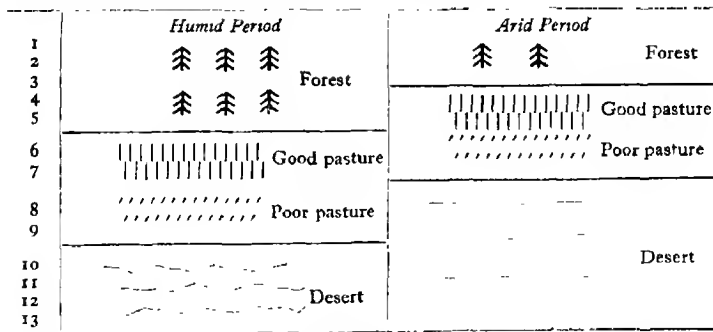 Humid Period
Arid Period
1
2
3
4
5
6
7
8
9
10
11
12
13
Forest
Good pasture
Poor pasture
Desert
Forest
Good pasture
Poor pasture
Desert